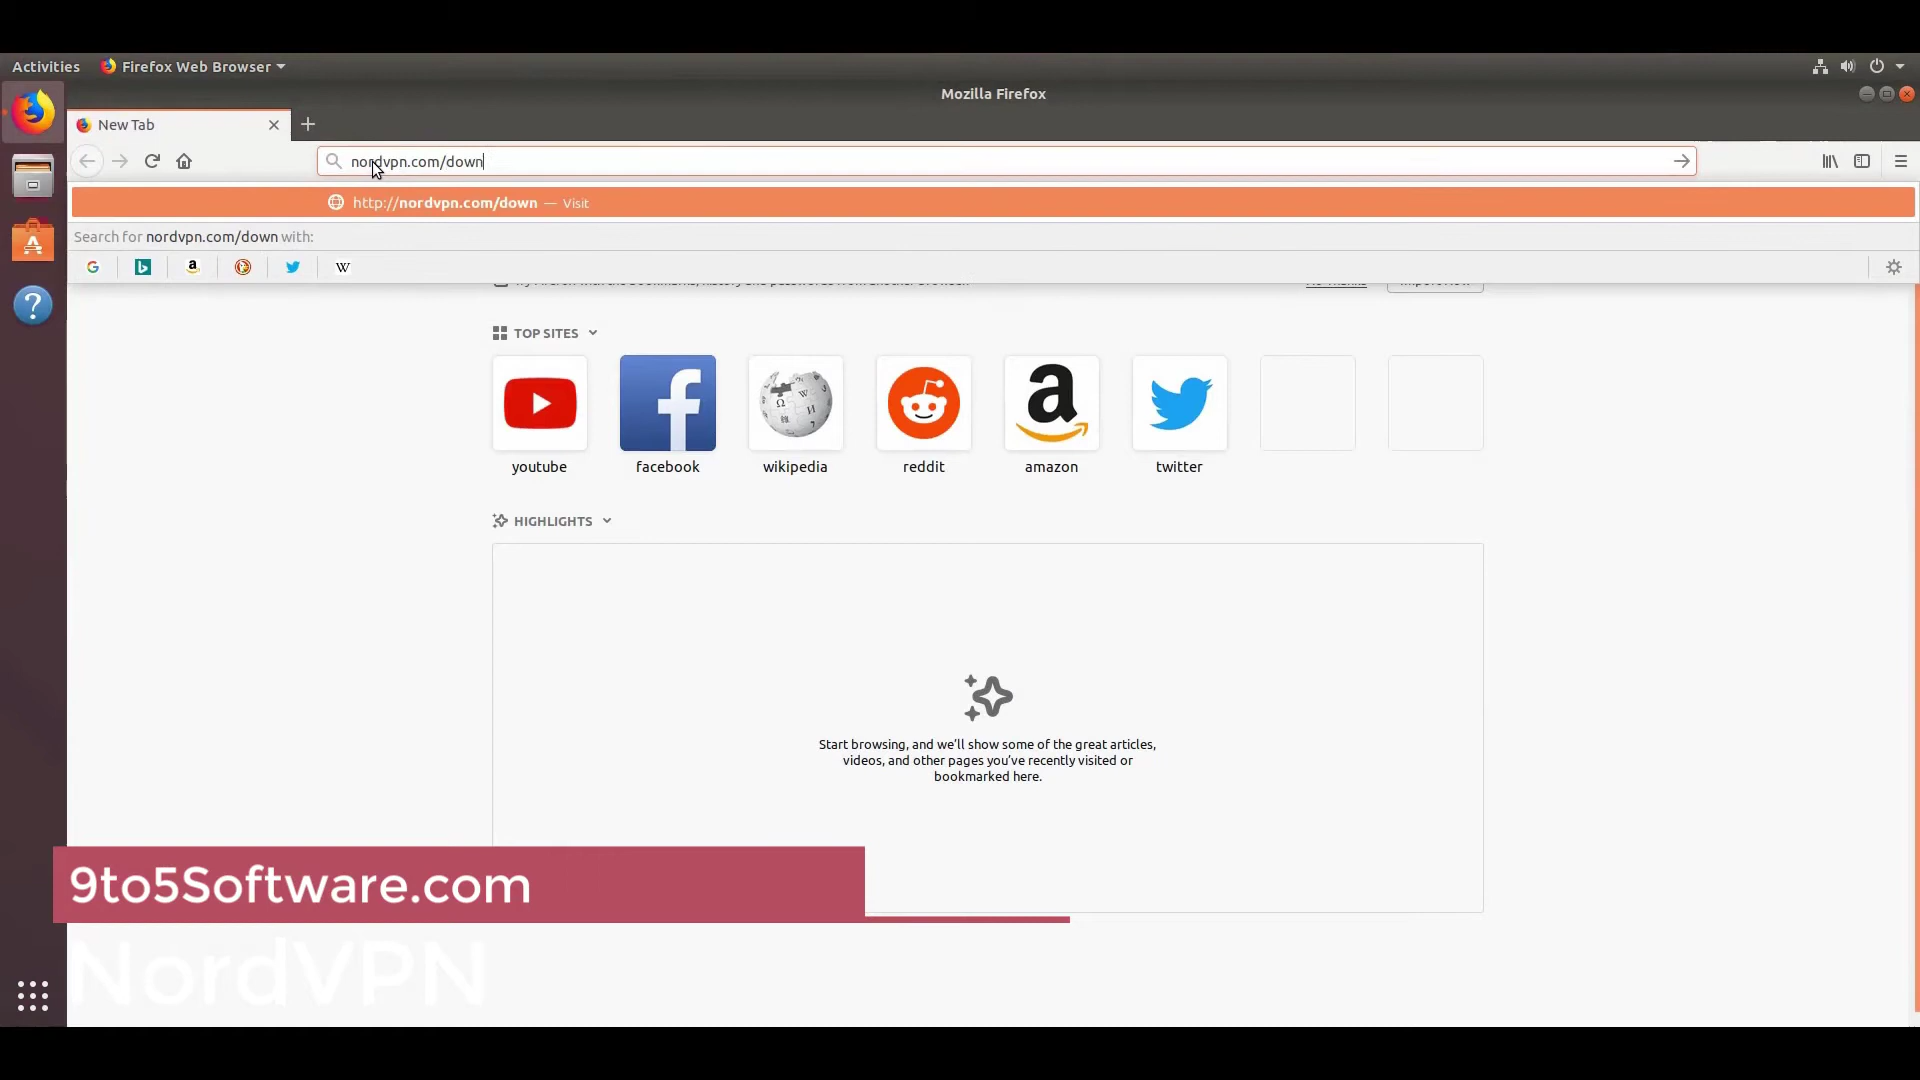 Activities Firefox Web Browser
Mozilla Firefox
New Tab
nordvpn.com/down
http://nordvpn.com/down — Visit
Search for nordvpn.com/down with:
TOP SITES
youtube facebook wikipedia reddit amazon twitter
HIGHLIGHTS
Start browsing, and we'll show some of the great articles,
videos, and other pages you've recently visited or
bookmarked here.
9to5Software.com
NordVPN